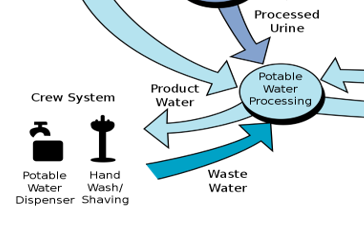 Processed
Urine
Potable
Water
Processing
Product
Water
Crew System
Potable
Water
Dispenser
Hand
Wash/
Shaving
Waste
Water